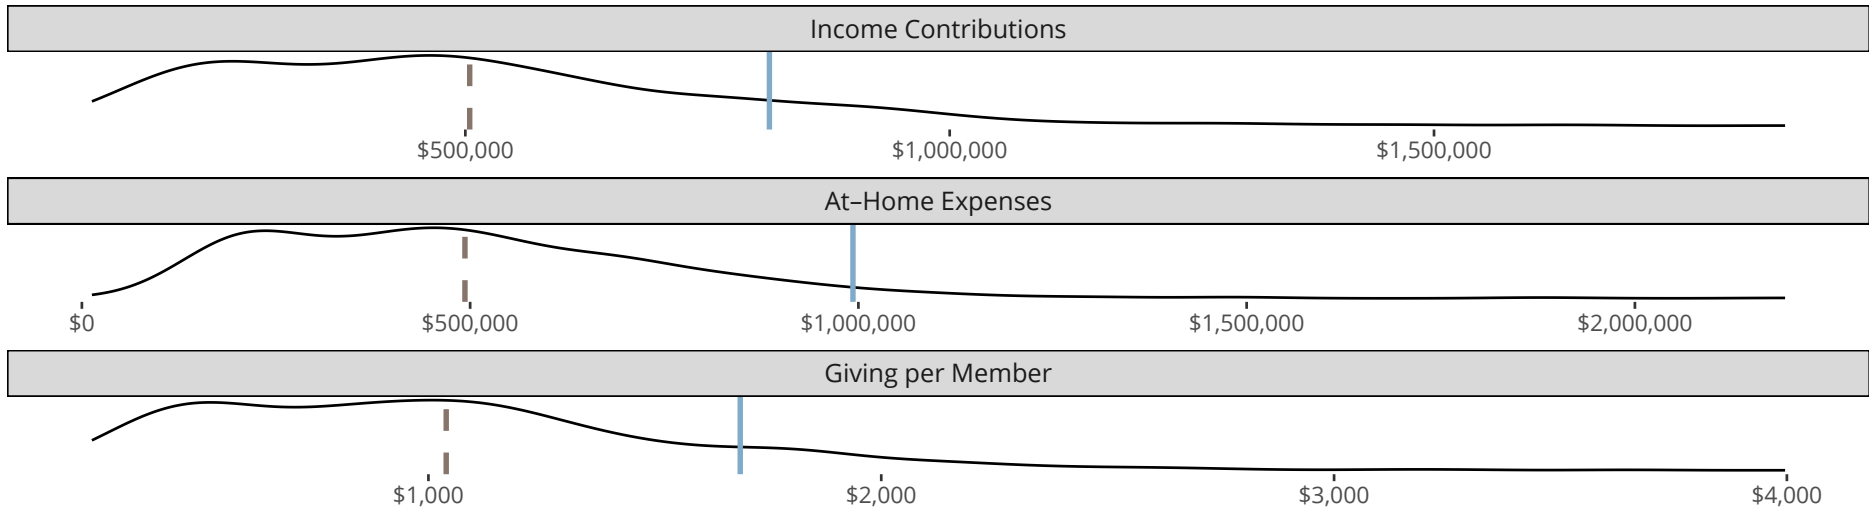 Income Contributions
$500,000 $1,000,000 $1,500,000
At–Home Expenses
$0 $500,000 $1,000,000 $1,500,000 $2,000,000
Giving per Member
$1,000 $2,000 $3,000 $4,000